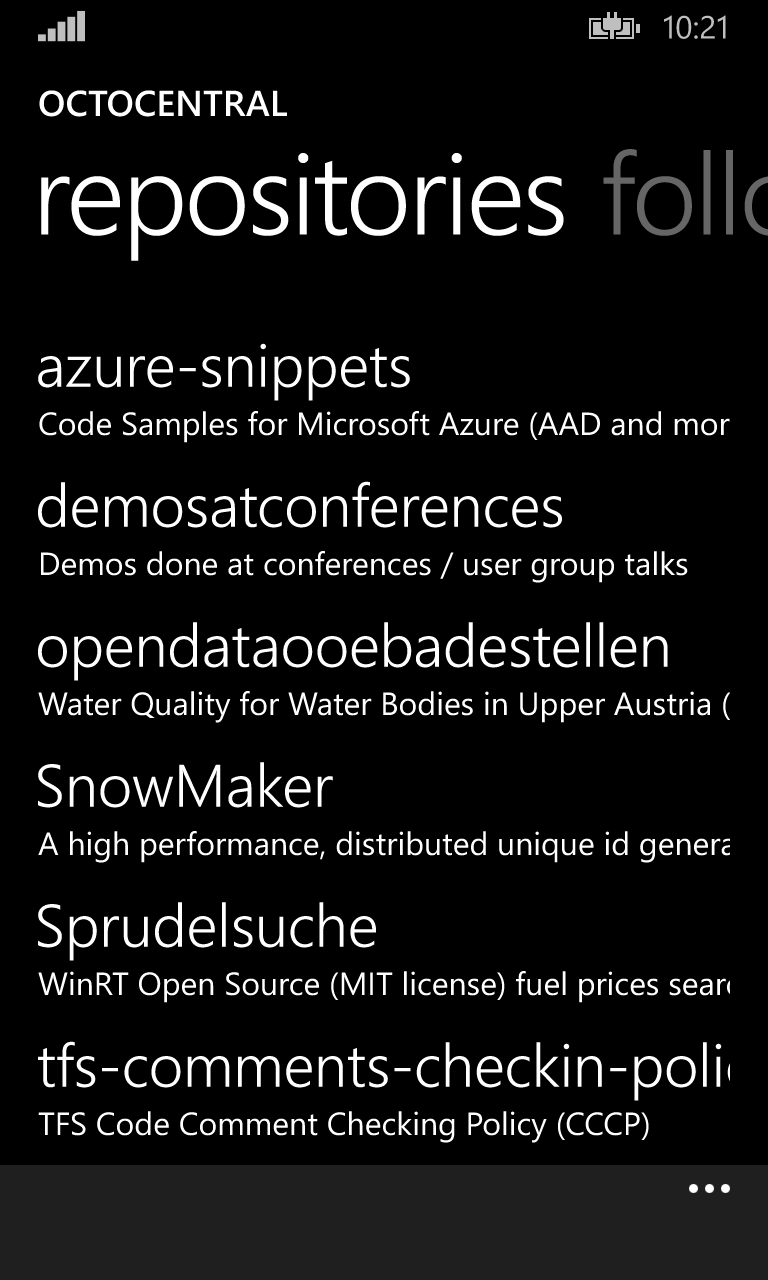 10:21
OCTOCENTRAL
repositories follo
azure-snippets
Code Samples for Microsoft Azure (AAD and mor
demosatconferences
Demos done at conferences / user group talks
opendataooebadestellen
Water Quality for Water Bodies in Upper Austria (
SnowMaker
A high performance, distributed unique id genera
Sprudelsuche
WinRT Open Source (MIT license) fuel prices sear
tfs-comments-checkin-poli
TFS Code Comment Checking Policy (CCCP)